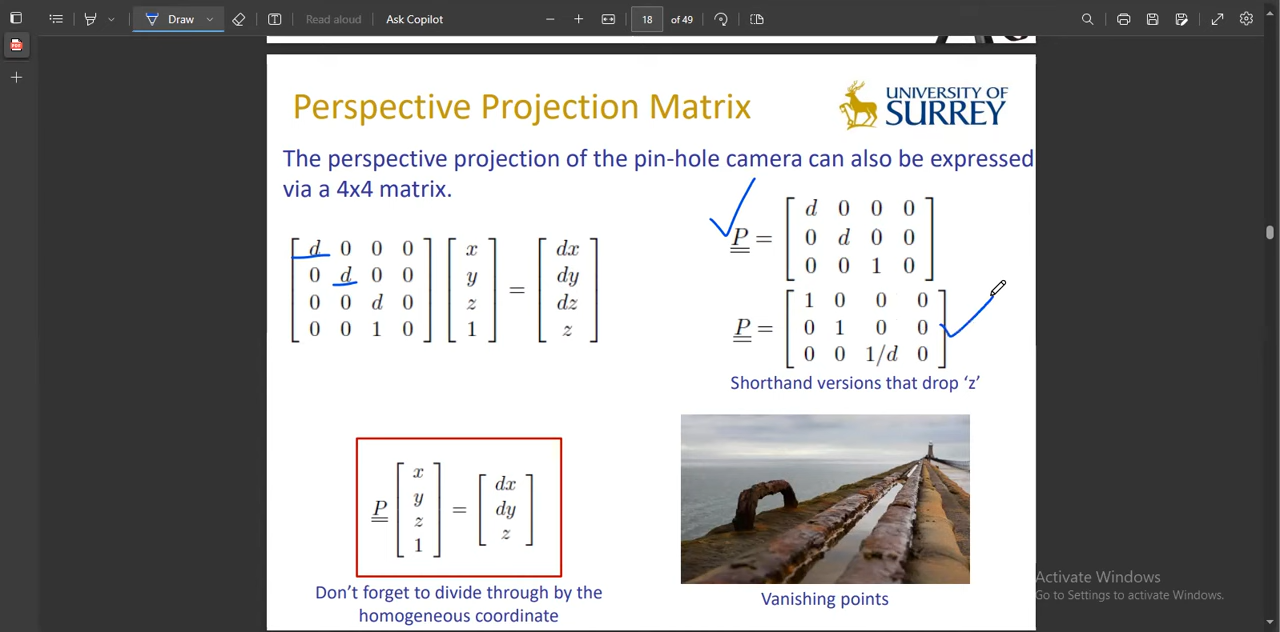 Draw
Read aloud
Ask Copilot
18 of 49
Perspective Projection Matrix
UNIVERSITY OF
SURREY
The perspective projection of the pin-hole camera can also be expressed
via a 4x4 matrix.
[ d 0 0 0 ] [ x ] [ dx ]
[ 0 d 0 0 ] [ y ] = [ dy ]
[ 0 0 d 0 ] [ z ] [ dz ]
[ 0 0 1 0 ] [ 1 ] [ z ]
[ d 0 0 0 ]
P = [ 0 d 0 0 ]
[ 0 0 1 0 ]
[ 1 0 0 0 ]
P = [ 0 1 0 0 ]
[ 0 0 1/d 0 ]
Shorthand versions that drop ‘z’
[ x ] [ dx ]
P [ y ] = [ dy ]
[ z ] [ z ]
[ 1 ]
Don’t forget to divide through by the
homogeneous coordinate
Vanishing points
Activate Windows
Go to Settings to activate Windows.